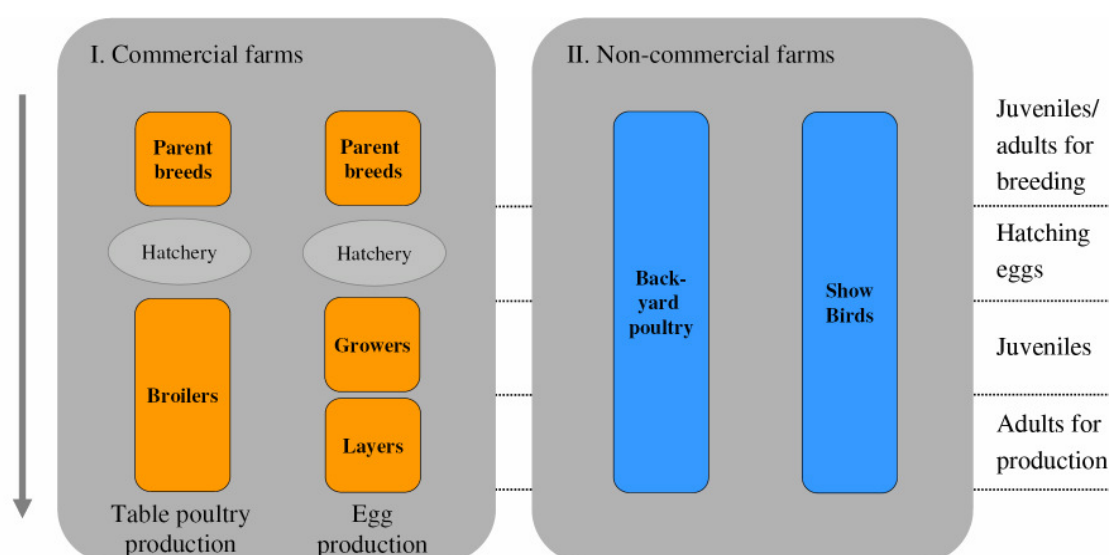 I. Commercial farms
Parent
breeds
Hatchery
Broilers
Table poultry
production
Parent
breeds
Hatchery
Growers
Layers
Egg
production
II. Non-commercial farms
Back-
yard
poultry
Show
Birds
Juveniles/
adults for
breeding
Hatching
eggs
Juveniles
Adults for
production